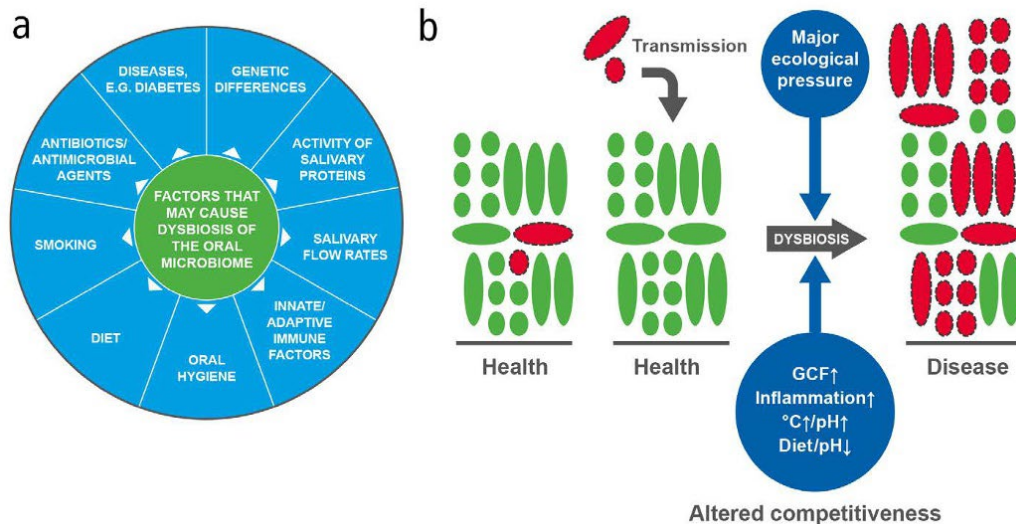 a
DISEASES,
E.G. DIABETES
GENETIC
DIFFERENCES
ANTIBIOTICS/
ANTIMICROBIAL
AGENTS
ACTIVITY OF
SALIVARY
PROTEINS
FACTORS THAT
MAY CAUSE
DYSBIOSIS OF
THE ORAL
MICROBIOME
SMOKING
SALIVARY
FLOW RATES
DIET
ORAL
HYGIENE
INNATE/
ADAPTIVE
IMMUNE
FACTORS
b
Transmission
Major
ecological
pressure
DYSBIOSIS
Health
Health
Disease
GCF↑
Inflammation↑
°C↑/pH↑
Diet/pH↓
Altered competitiveness